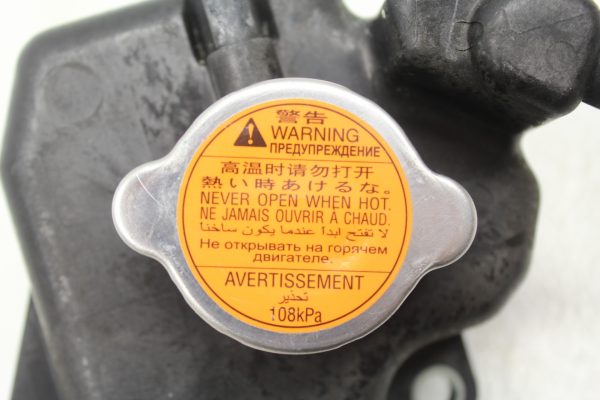 警告
WARNING
ПРЕДУПРЕЖДЕНИЕ
高温时请勿打开
熱い時あけるな。
NEVER OPEN WHEN HOT.
NE JAMAIS OUVRIR À CHAUD.
لا تفتح ابدأ عندما يكون ساخنا
Не открывать на горячем
двигателе.
AVERTISSEMENT
تحذير
108kPa